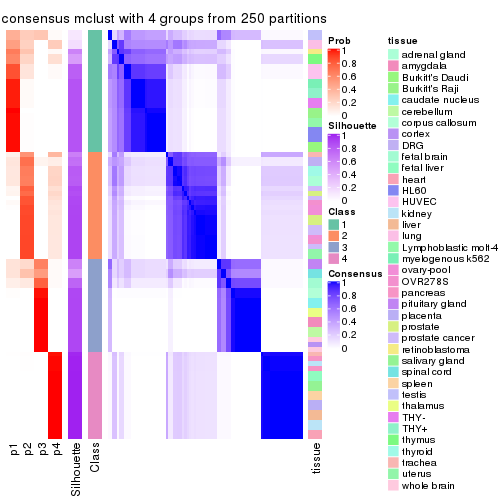 consensus mclust with 4 groups from 250 partitions
Prob
1
0.8
0.6
0.4
0.2
0
Silhouette
1
0.8
0.6
0.4
0.2
0
Class
1
2
3
4
Consensus
1
0.8
0.6
0.4
0.2
0
tissue
adrenal gland
amygdala
Burkitt's Daudi
Burkitt's Raji
caudate nucleus
cerebellum
corpus callosum
cortex
DRG
fetal brain
fetal liver
heart
HL60
HUVEC
kidney
liver
lung
Lymphoblastic molt-4
myelogenous k562
ovary-pool
OVR278S
pancreas
pituitary gland
placenta
prostate
prostate cancer
retinoblastoma
salivary gland
spinal cord
spleen
testis
thalamus
THY-
THY+
thymus
thyroid
trachea
uterus
whole brain
p1
p2
p3
p4
Silhouette
Class
tissue